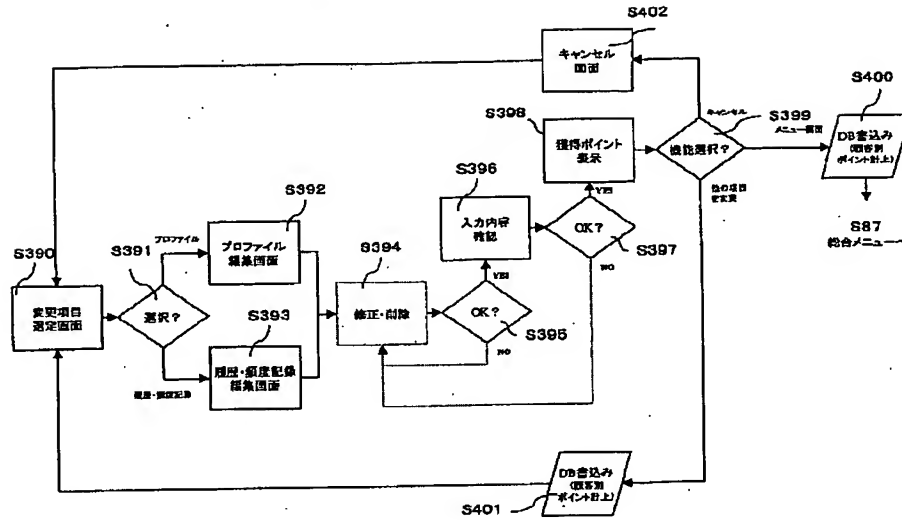 S402
キャンセル
画面
S400
DB書込み
(顧客別
ポイント計上)
S87
総合メニュー
キャンセル
S399
メニュー画面
機能選択?
他の項目
を変更
S398
獲得ポイント
表示
YES
OK?
S397
NO
S396
入力内容
確認
YES
OK?
S395
NO
S394
修正・削除
S392
プロファイル
編集画面
プロファイル
S391
選択?
S393
履歴・頻度記録
編集画面
履歴・頻度記録
S390
変更項目
選定画面
DB書込み
(顧客別
ポイント計上)
S401